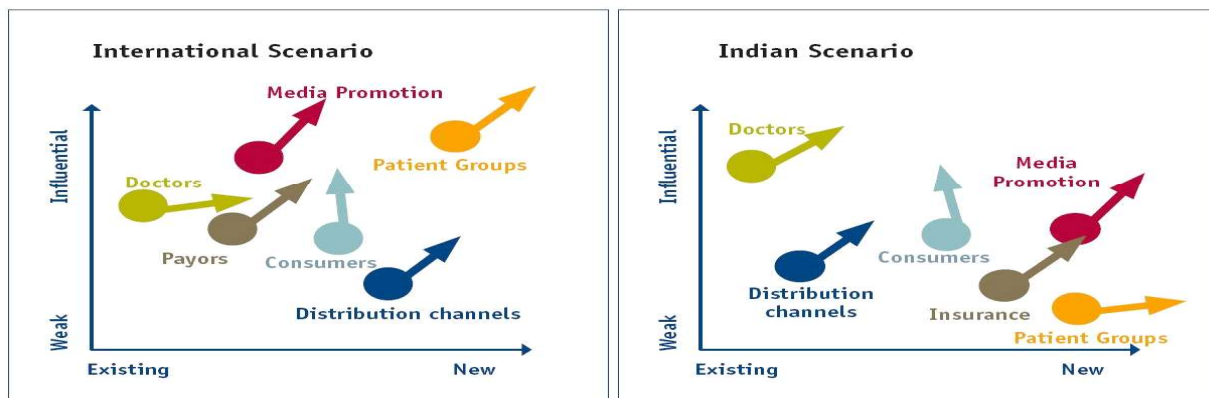 International Scenario
Media Promotion
Influential
Patient Groups
Doctors
Payors
Consumers
Distribution channels
Weak
Existing
New
Indian Scenario
Doctors
Influential
Media
Promotion
Consumers
Distribution
channels
Insurance
Weak
Patient Groups
Existing
New